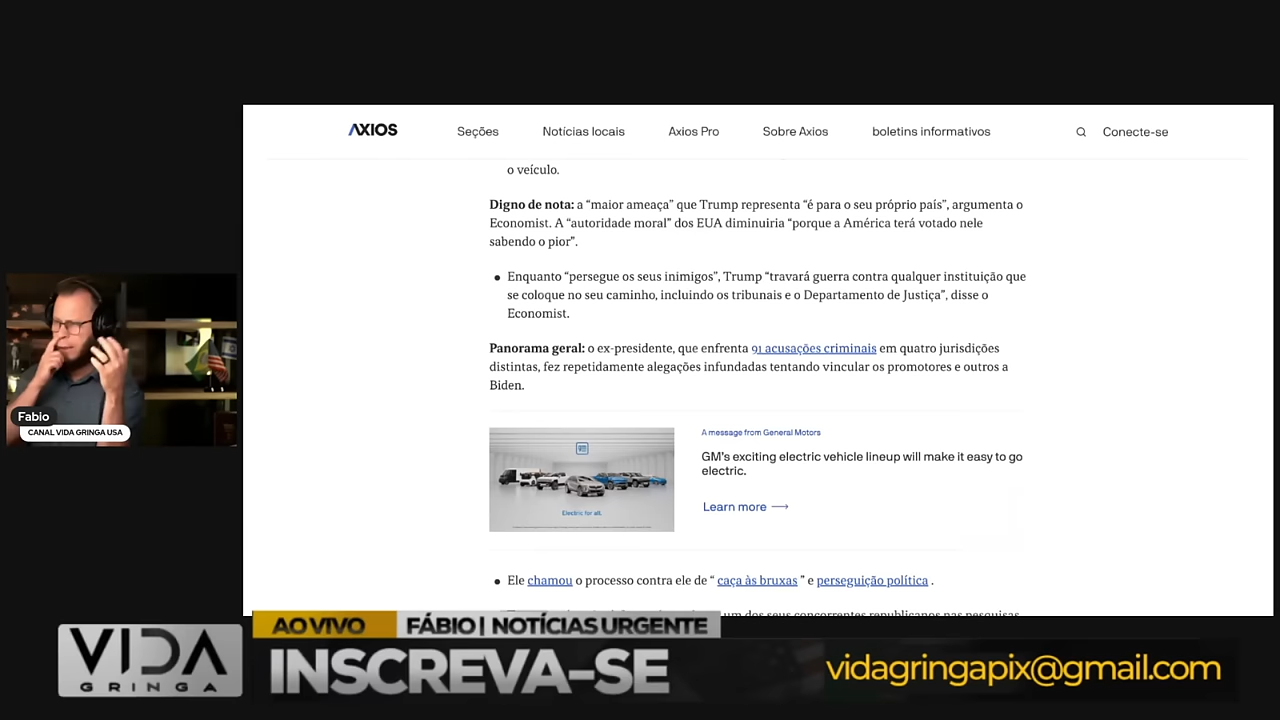 AXIOS
Seções
Notícias locais
Axios Pro
Sobre Axios
boletins informativos
Conecte-se
o veículo.
Digno de nota: a “maior ameaça” que Trump representa “é para o seu próprio país”, argumenta o
Economist. A “autoridade moral” dos EUA diminuiria “porque a América terá votado nele
sabendo o pior”.
Enquanto “persegue os seus inimigos”, Trump “travará guerra contra qualquer instituição que
se coloque no seu caminho, incluindo os tribunais e o Departamento de Justiça”, disse o
Economist.
Panorama geral: o ex-presidente, que enfrenta 91 acusações criminais em quatro jurisdições
distintas, fez repetidamente alegações infundadas tentando vincular os promotores e outros a
Biden.
Electric for all.
A message from General Motors
GM's exciting electric vehicle lineup will make it easy to go
electric.
Learn more
Ele chamou o processo contra ele de “ caça às bruxas ” e perseguição política .
um dos seus concorrentes republicanos nas pesquisas
Fabio
CANAL VIDA GRINGA USA
AO VIVO
FÁBIO | NOTÍCIAS URGENTE
VIDA
GRINGA
INSCREVA-SE
vidagringapix@gmail.com